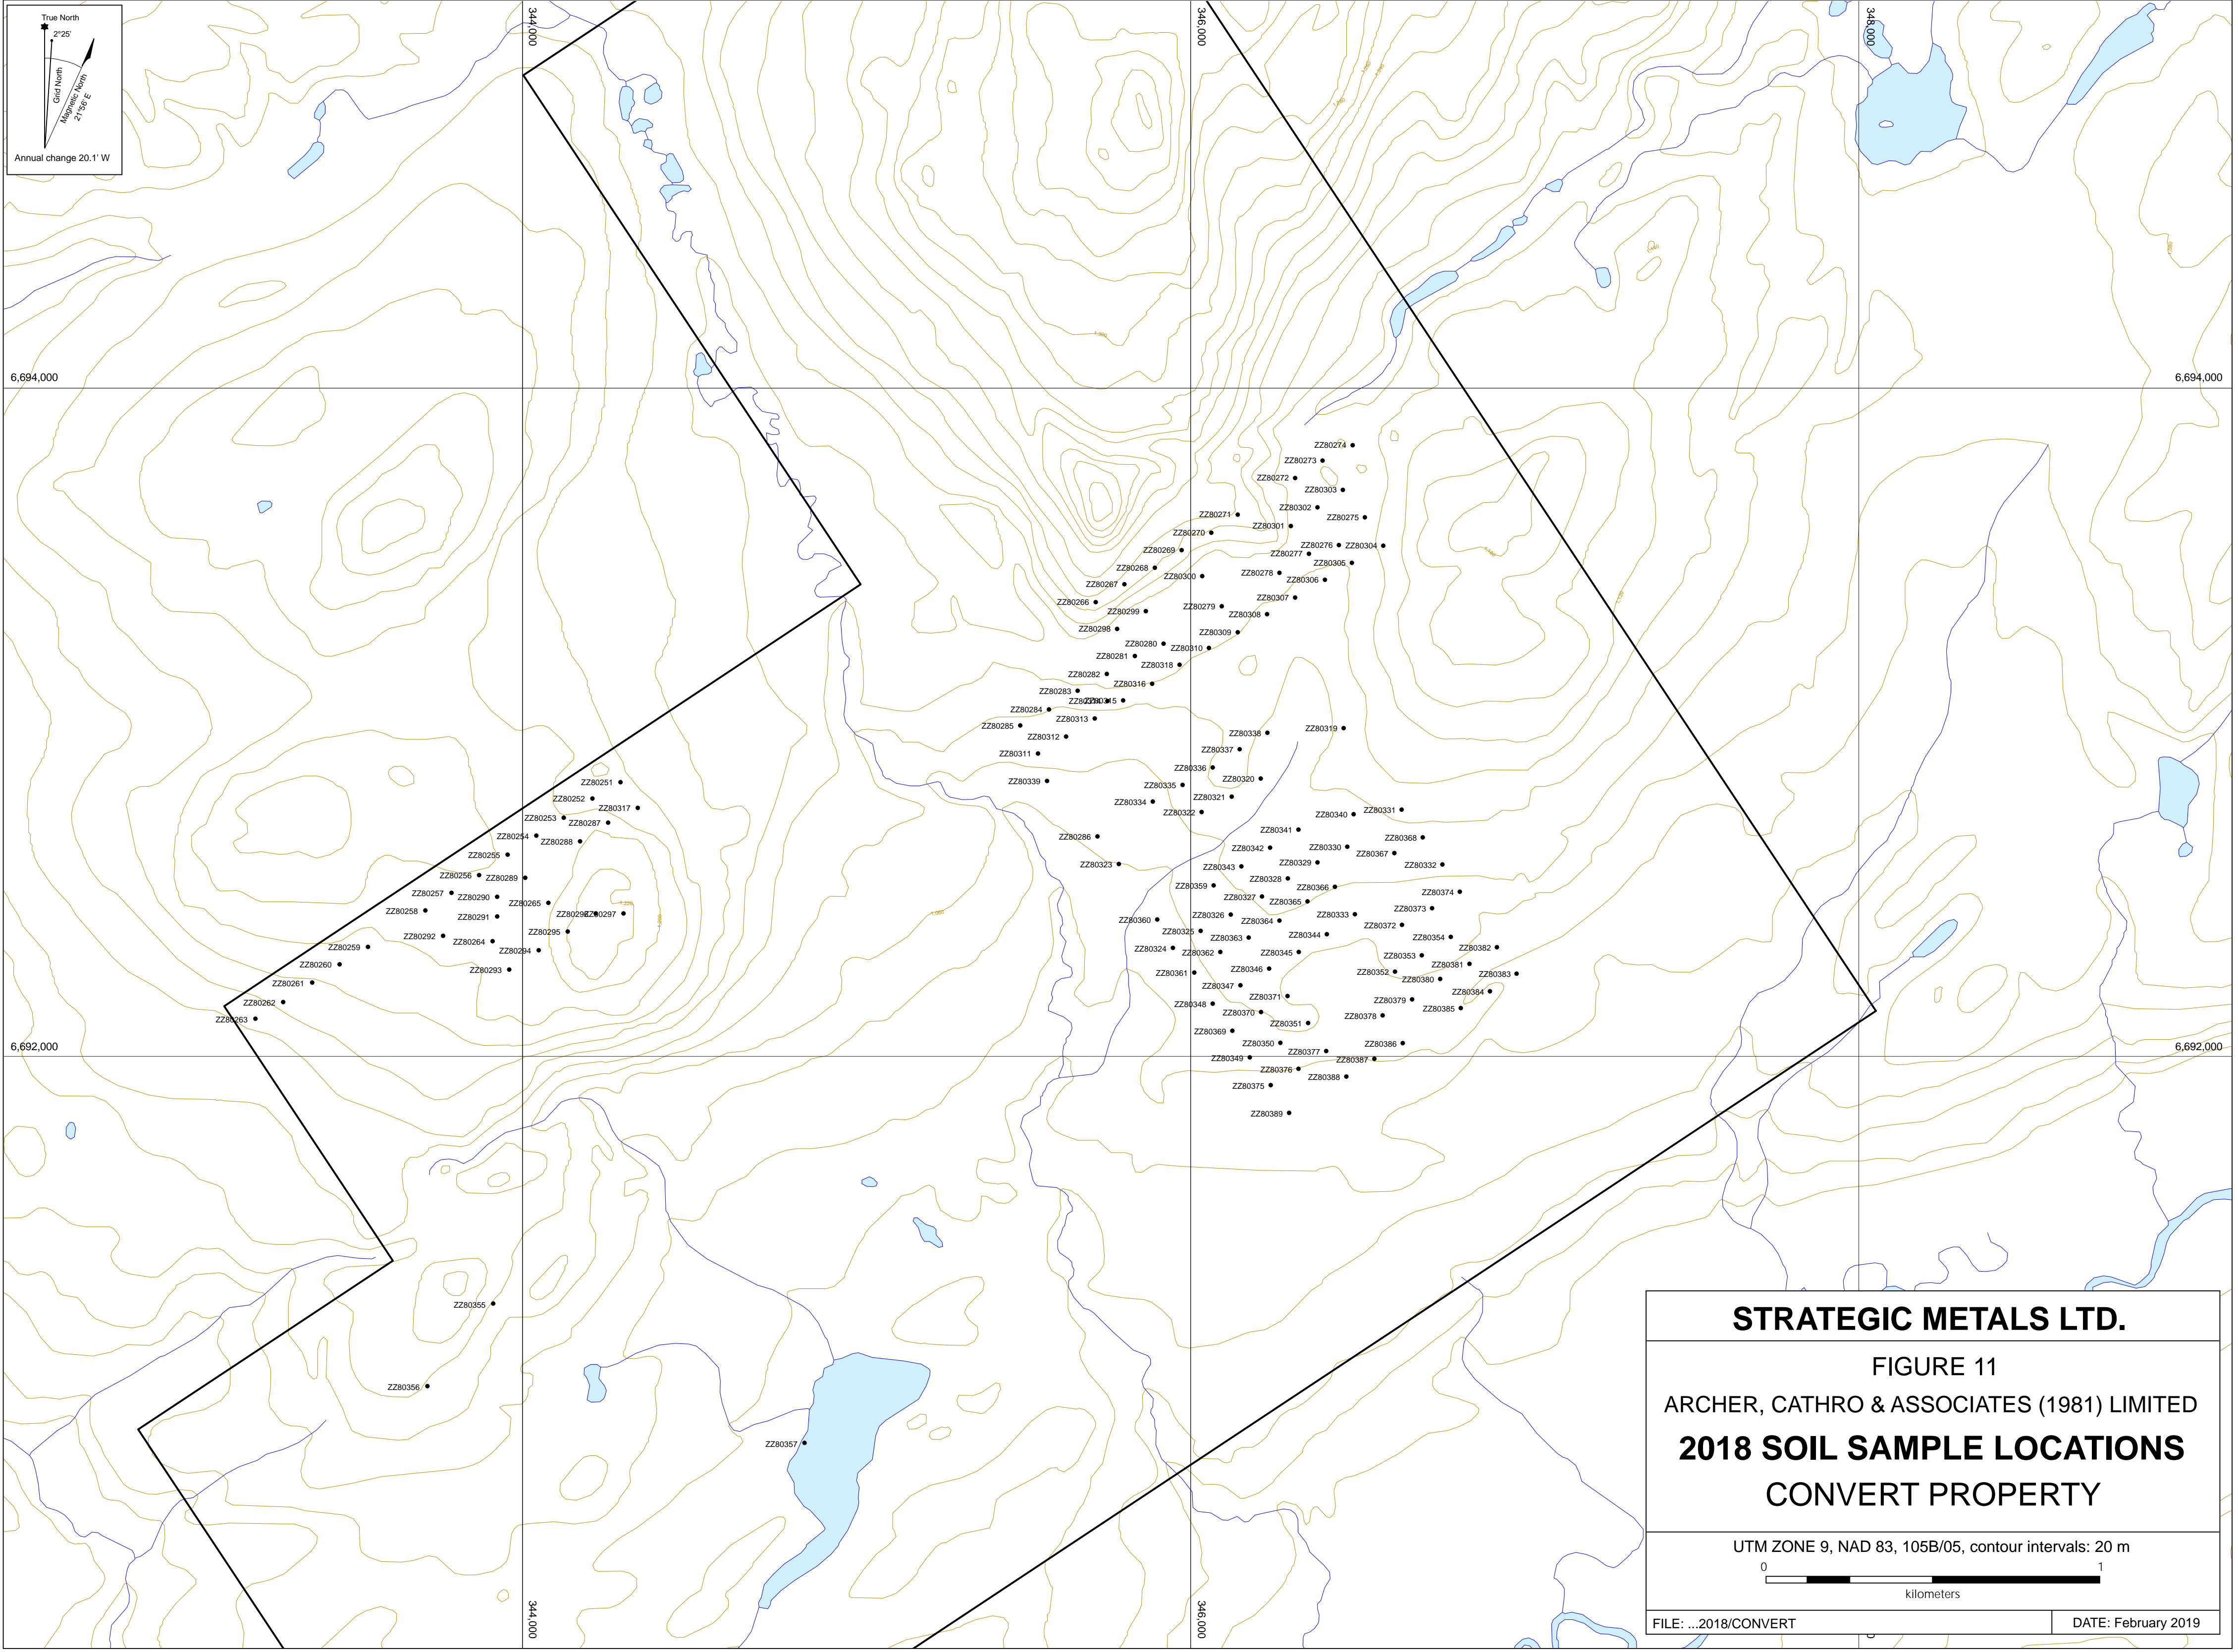 True North
2°25'
Grid North
Magnetic North
21°56' E
Annual change 20.1' W
344,000
346,000
348,000
6,694,000
6,694,000
ZZ80274
ZZ80273
ZZ80272
ZZ80303
ZZ80302
ZZ80271
ZZ80275
ZZ80301
ZZ80270
ZZ80276
ZZ80304
ZZ80269
ZZ80277
ZZ80305
ZZ80268
ZZ80278
ZZ80300
ZZ80306
ZZ80267
ZZ80307
ZZ80266
ZZ80279
ZZ80299
ZZ80308
ZZ80298
ZZ80309
ZZ80280
ZZ80310
ZZ80281
ZZ80318
ZZ80282
ZZ80316
ZZ80283
ZZ80315
ZZ80284
ZZ80313
ZZ80285
ZZ80319
ZZ80338
ZZ80312
ZZ80337
ZZ80311
ZZ80336
ZZ80320
ZZ80339
ZZ80251
ZZ80335
ZZ80321
ZZ80252
ZZ80334
ZZ80317
ZZ80331
ZZ80322
ZZ80340
ZZ80253
ZZ80287
ZZ80341
ZZ80254
ZZ80286
ZZ80368
ZZ80288
ZZ80330
ZZ80342
ZZ80367
ZZ80255
ZZ80329
ZZ80323
ZZ80332
ZZ80343
ZZ80256
ZZ80289
ZZ80328
ZZ80359
ZZ80366
ZZ80374
ZZ80257
ZZ80290
ZZ80327
ZZ80365
ZZ80265
ZZ80373
ZZ80258
ZZ80297
ZZ80326
ZZ80333
ZZ80291
ZZ80360
ZZ80364
ZZ80372
ZZ80295
ZZ80325
ZZ80344
ZZ80292
ZZ80354
ZZ80363
ZZ80264
ZZ80259
ZZ80382
ZZ80324
ZZ80294
ZZ80362
ZZ80345
ZZ80353
ZZ80260
ZZ80381
ZZ80293
ZZ80346
ZZ80352
ZZ80361
ZZ80383
ZZ80380
ZZ80261
ZZ80347
ZZ80384
ZZ80371
ZZ80379
ZZ80262
ZZ80348
ZZ80385
ZZ80370
ZZ80378
ZZ80263
ZZ80351
ZZ80369
ZZ80350
ZZ80386
6,692,000
6,692,000
ZZ80377
ZZ80349
ZZ80387
ZZ80376
ZZ80388
ZZ80375
ZZ80389
ZZ80355
ZZ80356
ZZ80357
344,000
346,000
STRATEGIC METALS LTD.
FIGURE 11
ARCHER, CATHRO & ASSOCIATES (1981) LIMITED
2018 SOIL SAMPLE LOCATIONS
CONVERT PROPERTY
UTM ZONE 9, NAD 83, 105B/05, contour intervals: 20 m
0 1
kilometers
FILE: ...2018/CONVERT
DATE: February 2019